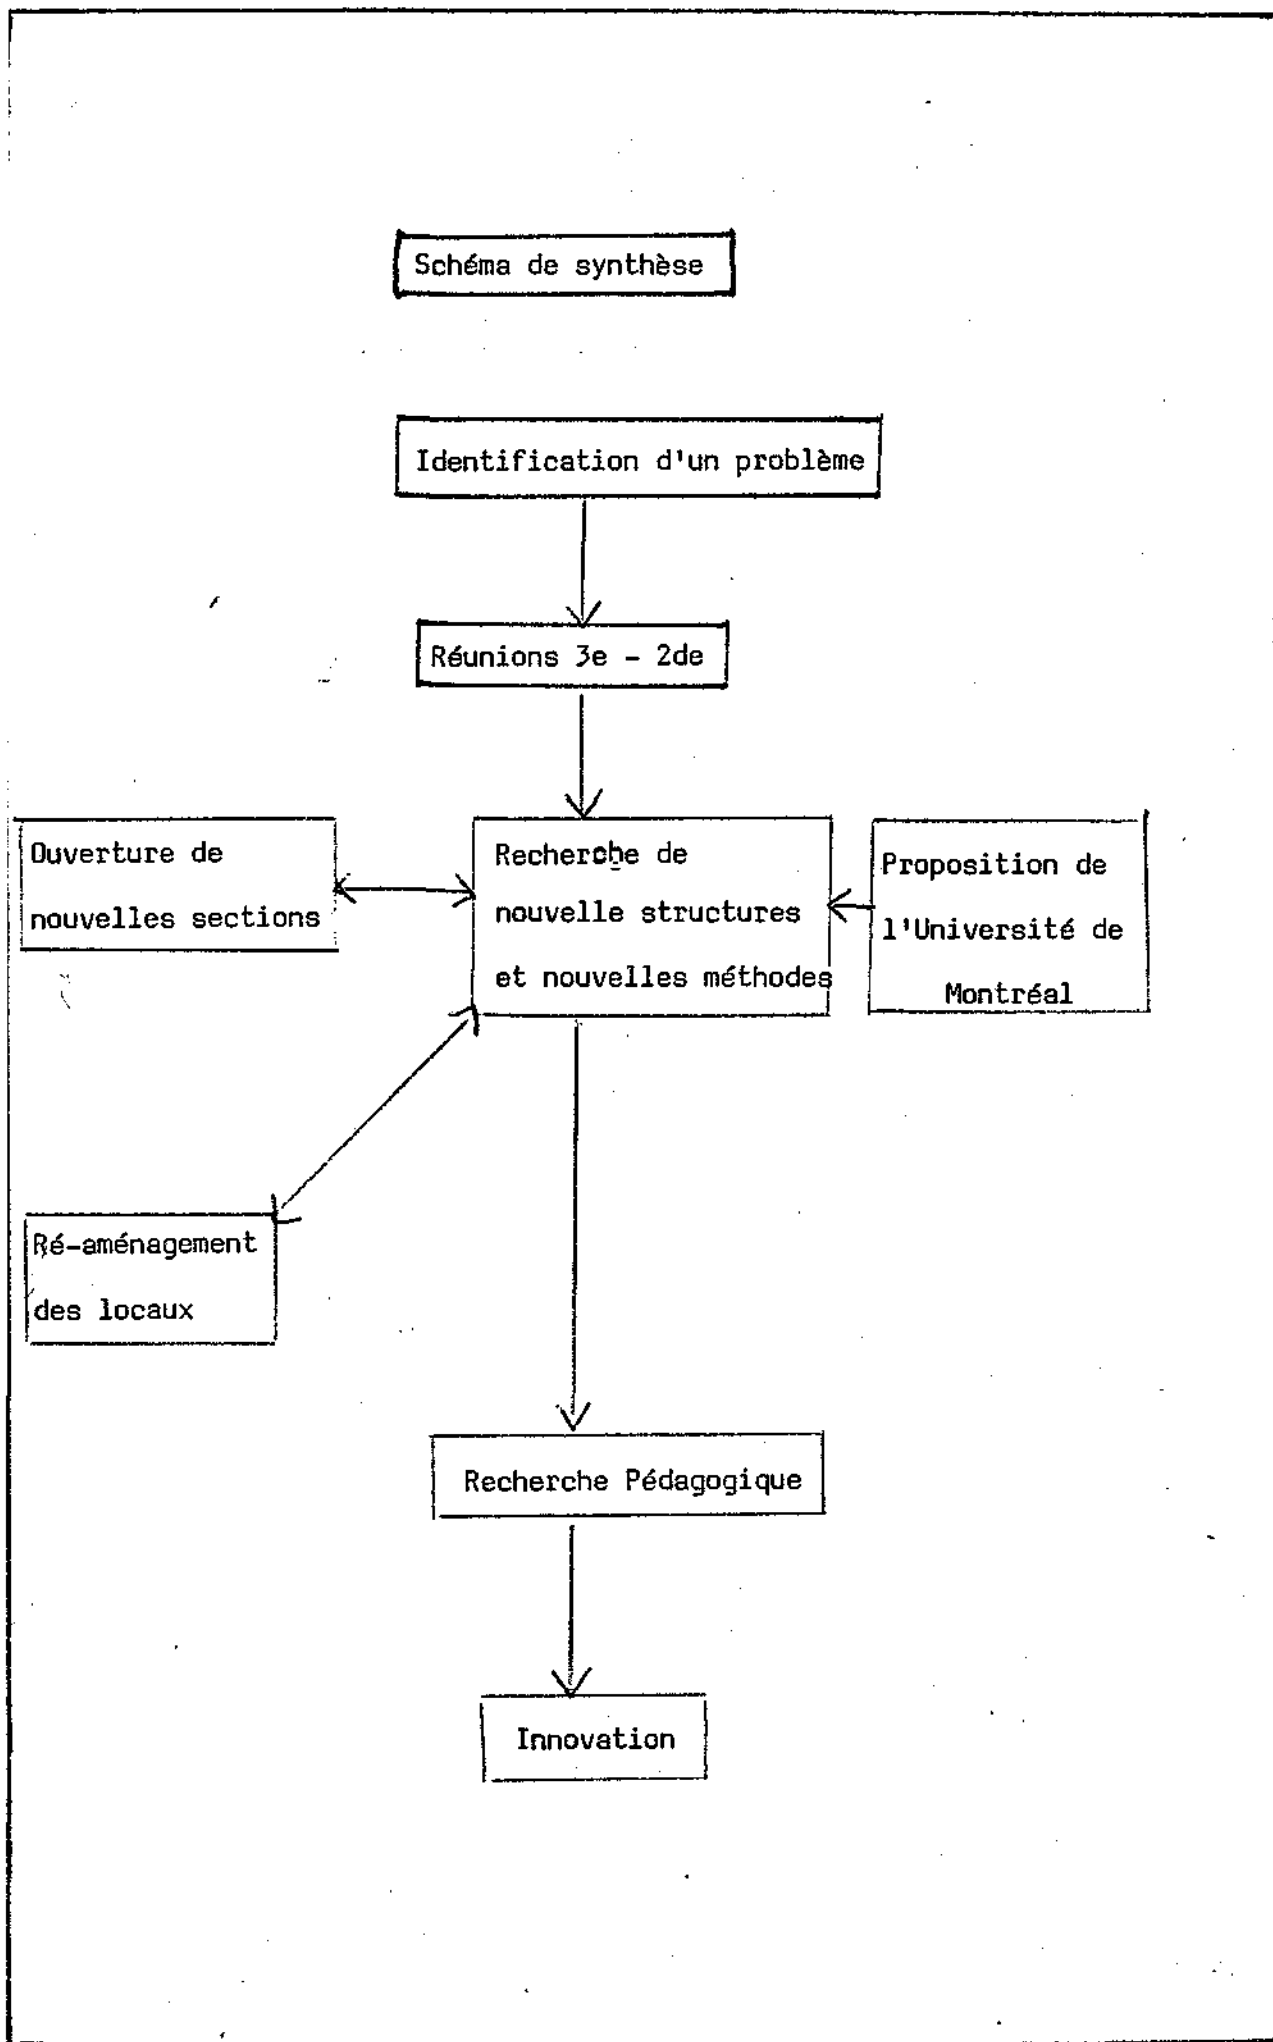 Schéma de synthèse
Identification d'un problème
Réunions 3e - 2de
Ouverture de
nouvelles sections
Recherche de
nouvelle structures
et nouvelles méthodes
Proposition de
l'Université de
Montréal
Ré-aménagement
des locaux
Recherche Pédagogique
Innovation